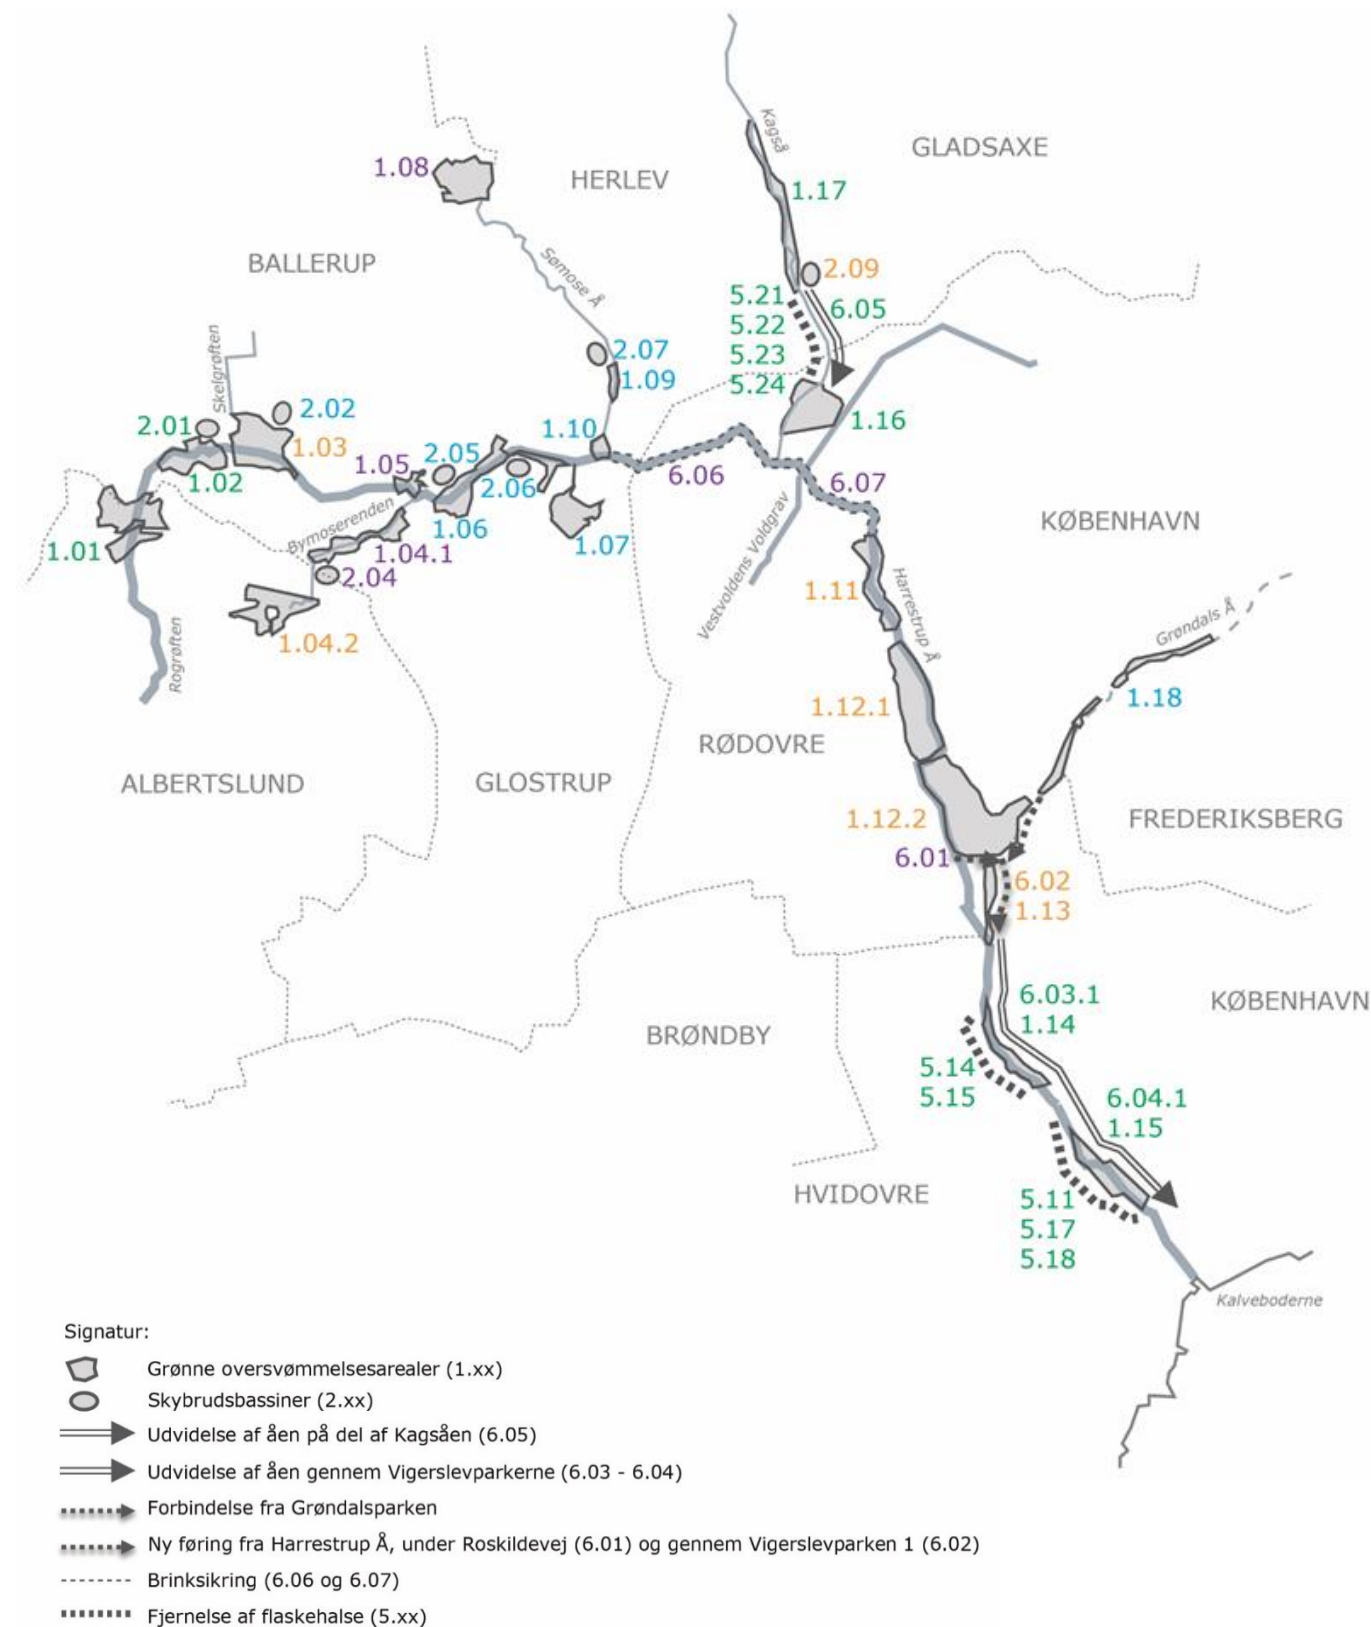 Kagså
GLADSAXE
1.08
HERLEV
1.17
BALLERUP
Sømose Å
2.09
5.21
6.05
5.22
5.23
5.24
Skelgrøften
2.07
1.09
2.02
2.01
1.03
1.10
1.16
1.05
2.05
1.02
2.06
6.06
6.07
Bymoserenden
1.06
1.07
1.01
1.04.1
2.04
Vestvoldens Voldgrav
KØBENHAVN
1.11
Harrestrup Å
1.04.2
Rogrøften
Grøndals Å
1.18
1.12.1
RØDOVRE
ALBERTSLUND
GLOSTRUP
1.12.2
FREDERIKSBERG
6.01
6.02
1.13
6.03.1
1.14
KØBENHAVN
BRØNDBY
5.14
5.15
6.04.1
1.15
HVIDOVRE
5.11
5.17
5.18
Kalveboderne
Signatur:
Grønne oversvømmelsesarealer (1.xx)
Skybrudsbassiner (2.xx)
Udvidelse af åen på del af Kagsåen (6.05)
Udvidelse af åen gennem Vigerslevparkerne (6.03 - 6.04)
Forbindelse fra Grøndalsparken
Ny føring fra Harrestrup Å, under Roskildevej (6.01) og gennem Vigerslevparken 1 (6.02)
Brinksikring (6.06 og 6.07)
Fjernelse af flaskehalse (5.xx)